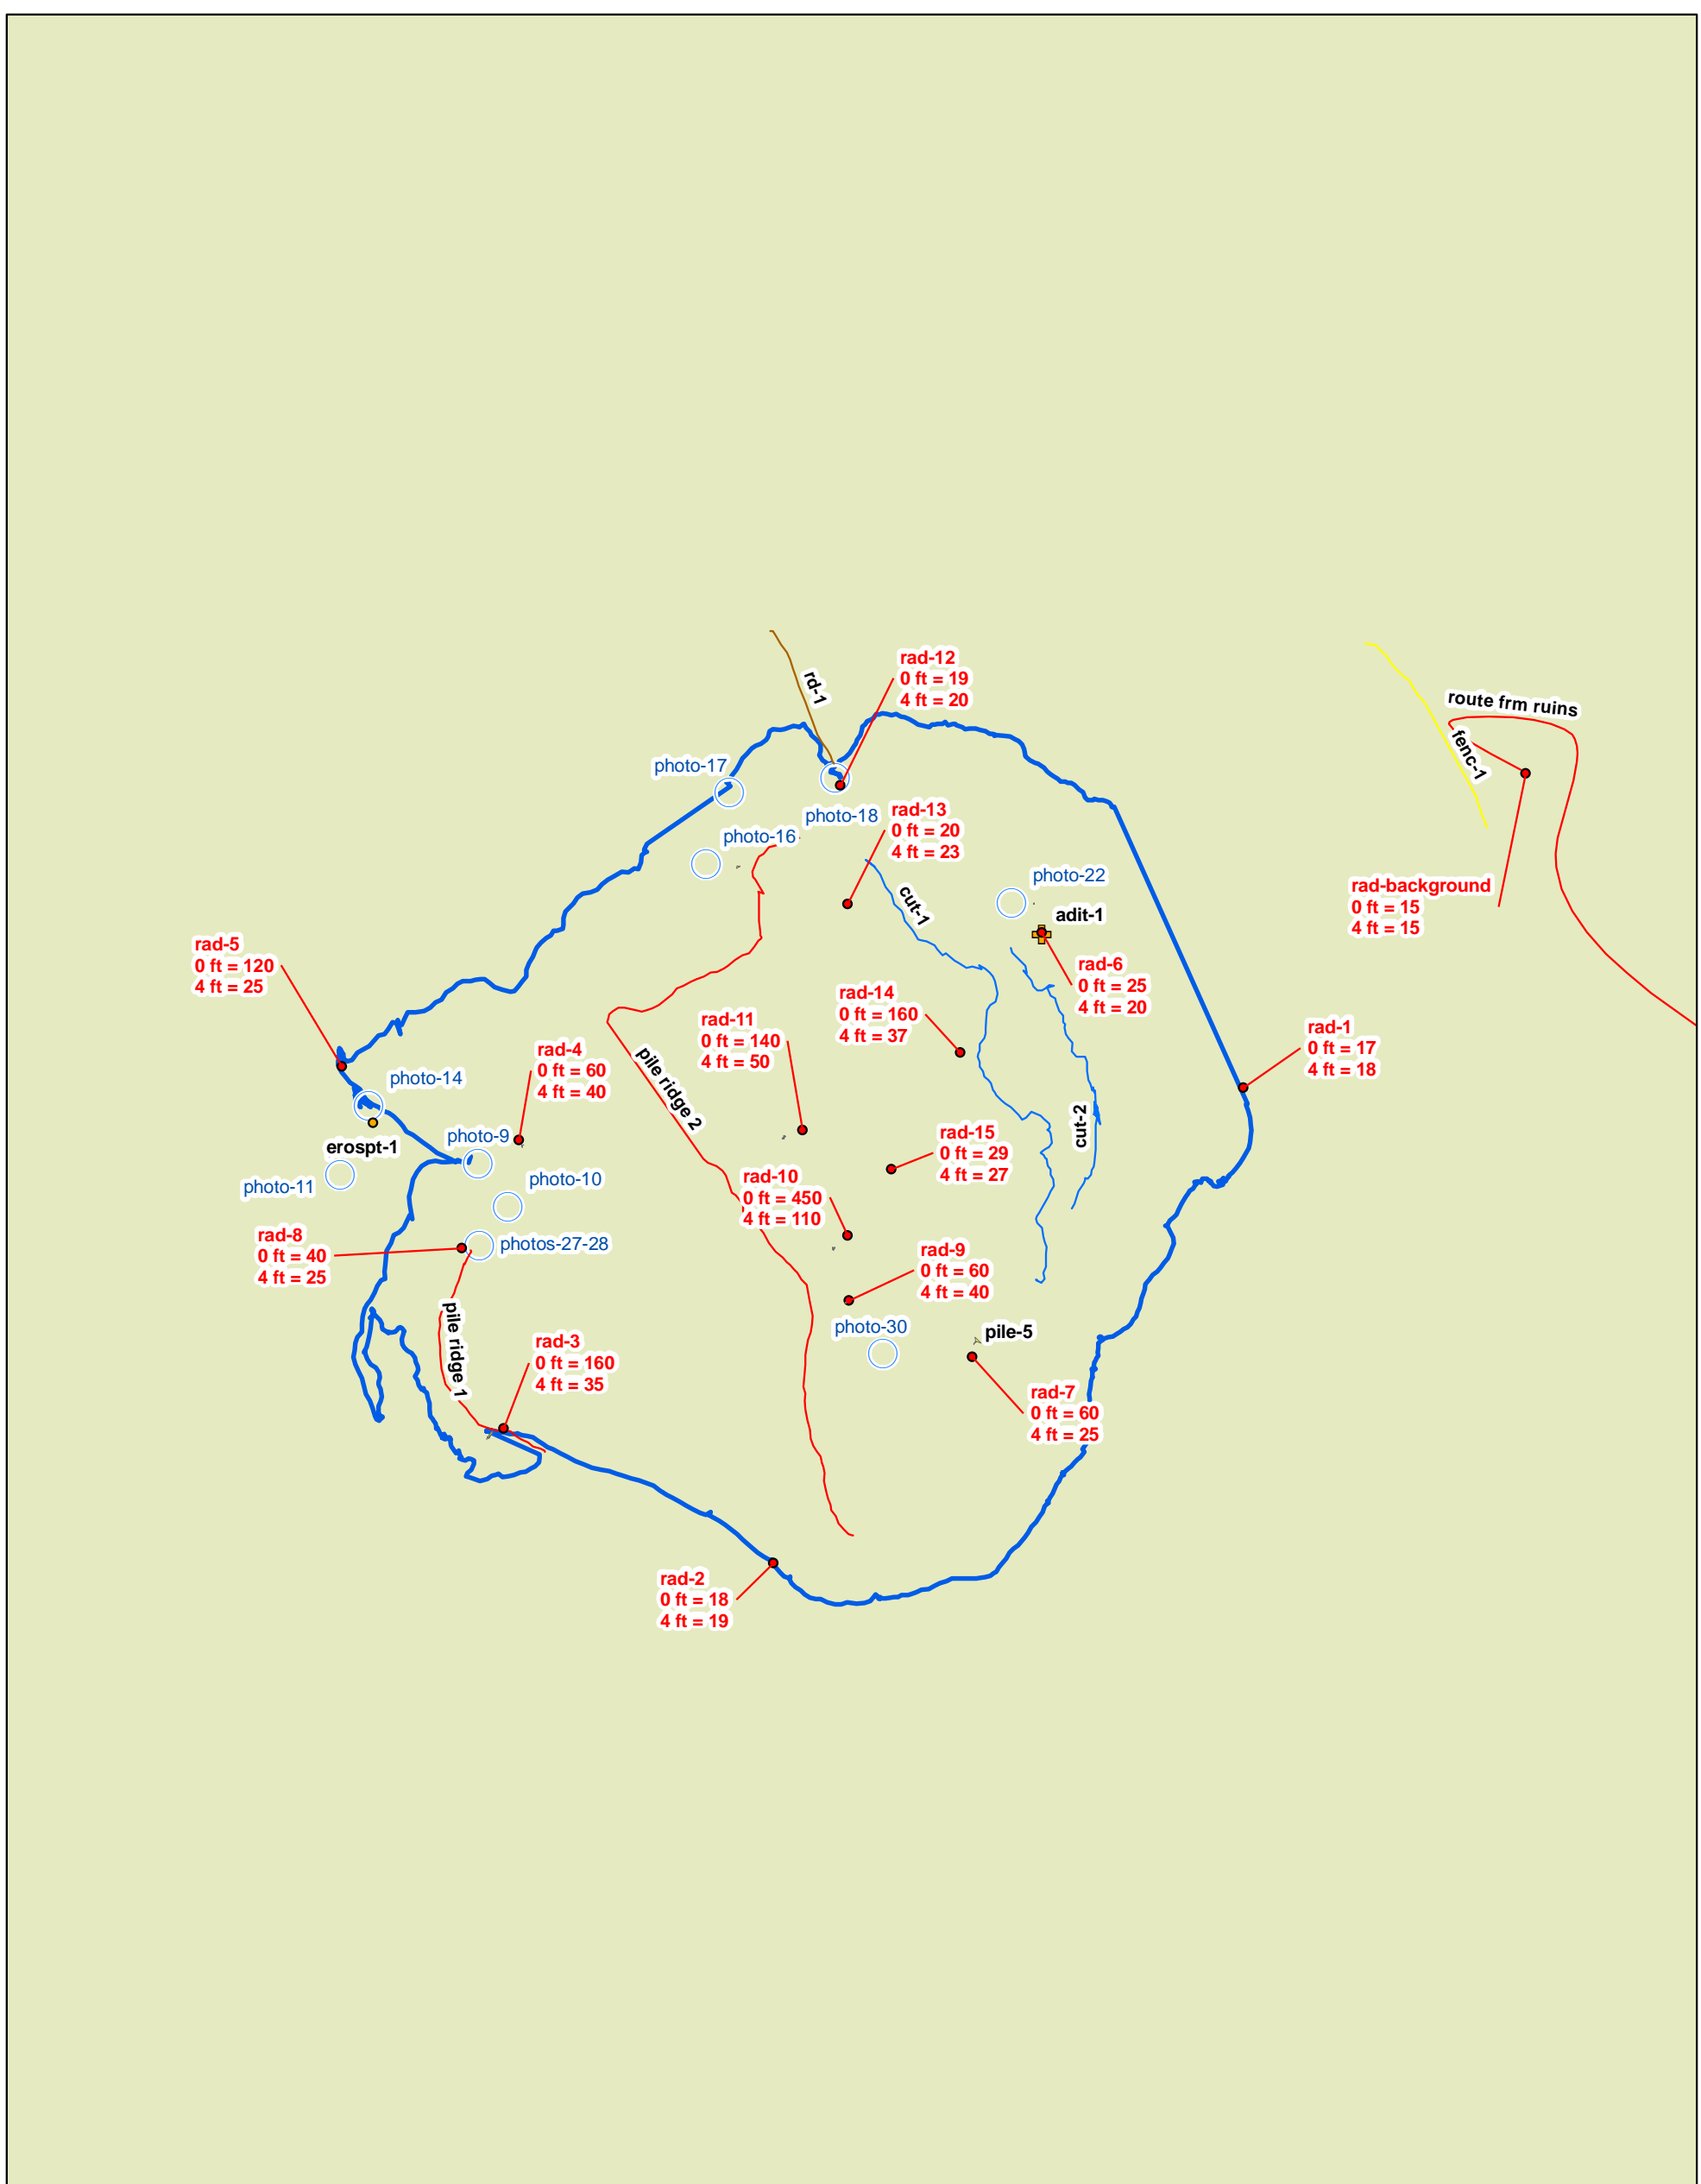 rad-12
0 ft = 19
4 ft = 20
rd-1
route frm ruins
fenc-1
photo-17
photo-18
rad-13
0 ft = 20
4 ft = 23
photo-16
photo-22
cut-1
adit-1
rad-background
0 ft = 15
4 ft = 15
rad-5
0 ft = 120
4 ft = 25
rad-6
0 ft = 25
4 ft = 20
rad-14
0 ft = 160
4 ft = 37
rad-11
0 ft = 140
4 ft = 50
rad-1
0 ft = 17
4 ft = 18
rad-4
0 ft = 60
4 ft = 40
pile ridge 2
photo-14
cut-2
erospt-1
photo-9
rad-15
0 ft = 29
4 ft = 27
photo-11
photo-10
rad-10
0 ft = 450
4 ft = 110
rad-8
0 ft = 40
4 ft = 25
photos-27-28
rad-9
0 ft = 60
4 ft = 40
pile ridge 1
photo-30
pile-5
rad-3
0 ft = 160
4 ft = 35
rad-7
0 ft = 60
4 ft = 25
rad-2
0 ft = 18
4 ft = 19